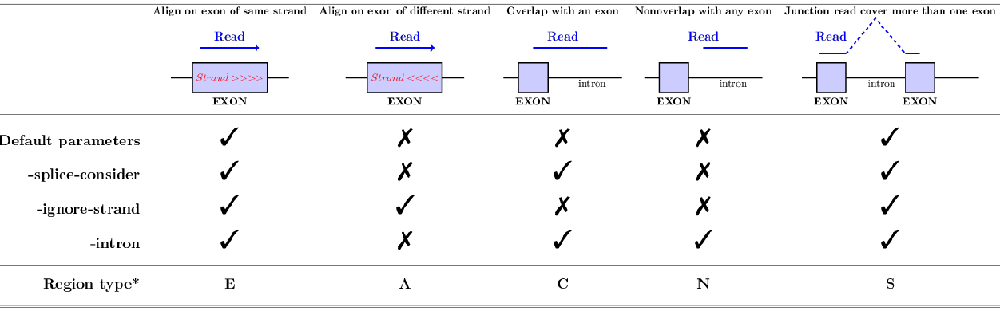 Align on exon of same strand Align on exon of different strand Overlap with an exon Nonoverlap with any exon Junction read cover more than one exon
Read Read Read Read Read
Strand >>>> Strand <<<<
intron intron intron
EXON EXON EXON EXON EXON EXON
Default parameters ✓ ✗ ✗ ✗ ✓
-splice-consider ✓ ✗ ✓ ✗ ✓
-ignore-strand ✓ ✓ ✗ ✗ ✓
-intron ✓ ✗ ✓ ✓ ✓
Region type* E A C N S